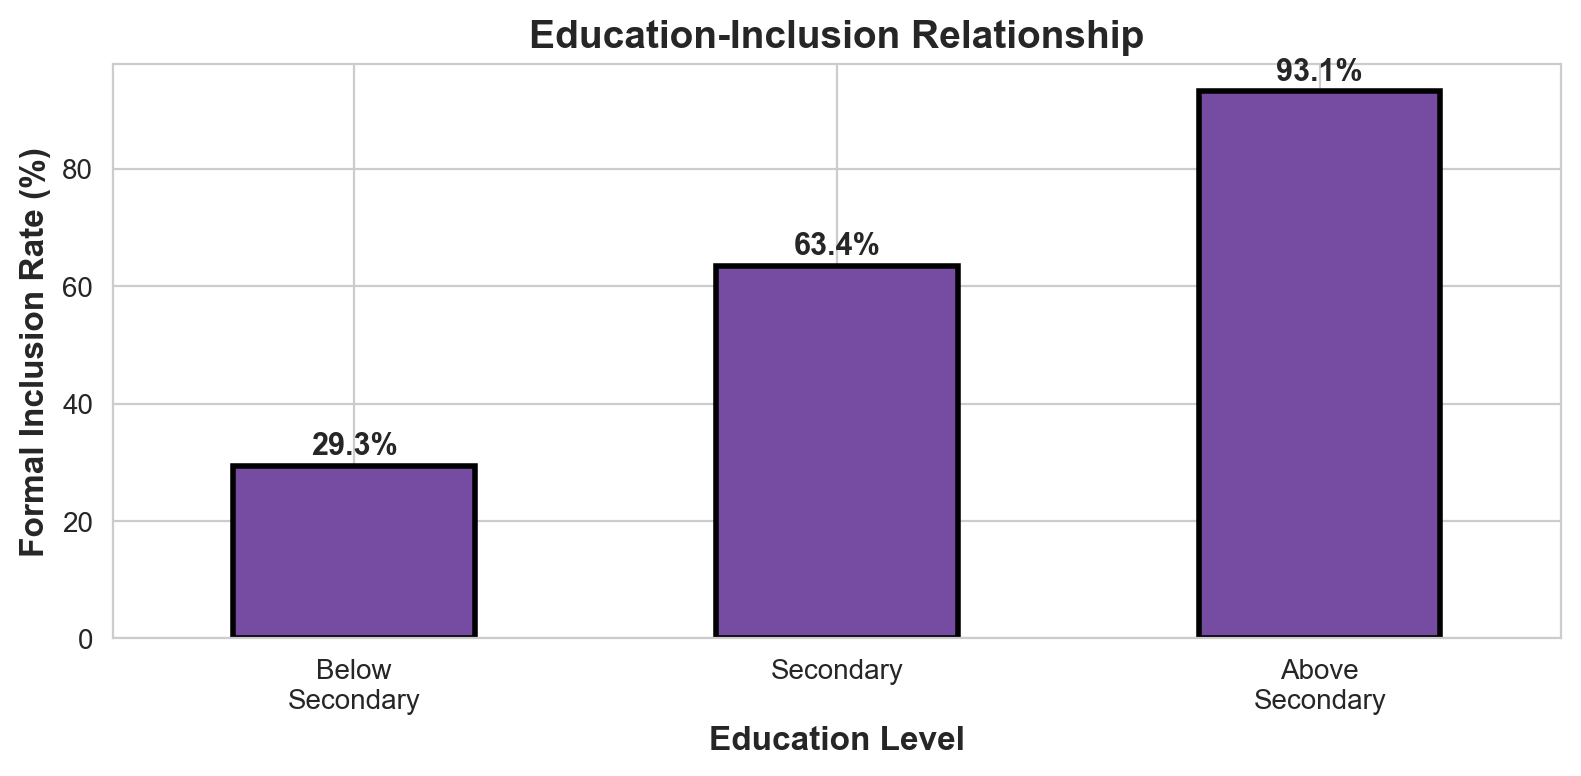 Education-Inclusion Relationship
93.1%
63.4%
29.3%
Formal Inclusion Rate (%)
80
60
40
20
0
Below
Secondary
Secondary
Above
Secondary
Education Level